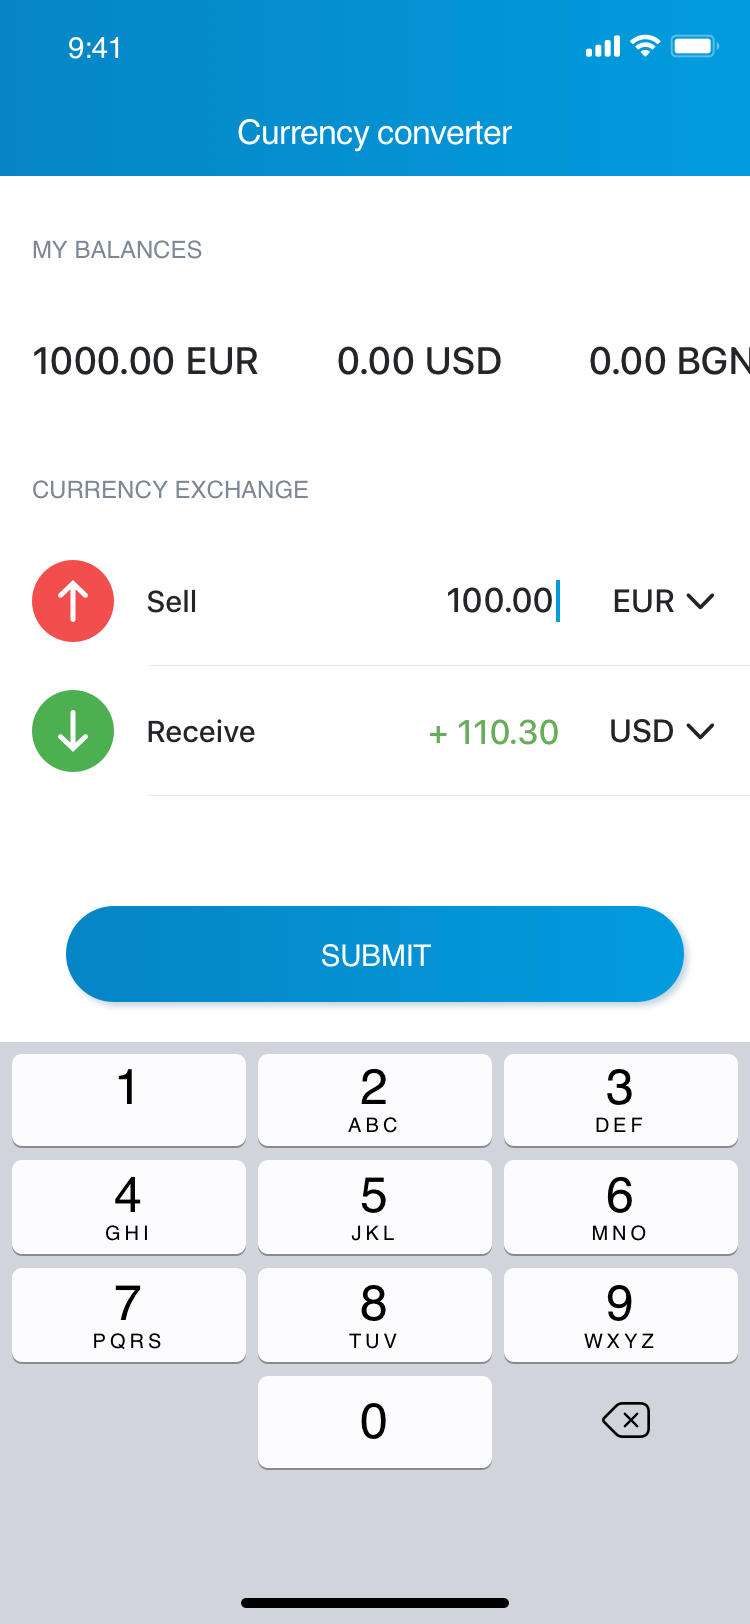 9:41
Currency converter
MY BALANCES
1000.00 EUR 0.00 USD 0.00 BGN
CURRENCY EXCHANGE
Sell 100.00 EUR
Receive + 110.30 USD
SUBMIT
1 2 3
ABC DEF
4 5 6
GHI JKL MNO
7 8 9
PQRS TUV WXYZ
0